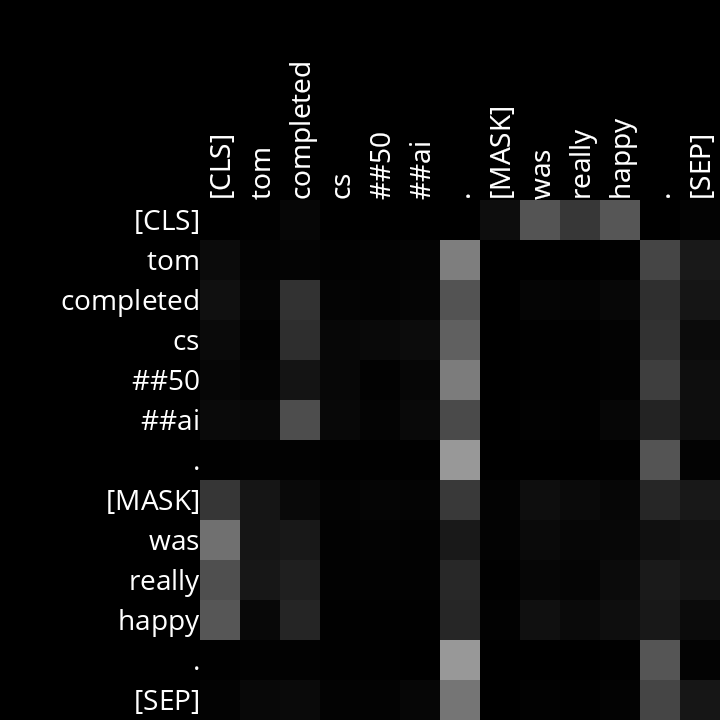 [CLS]
tom
completed
cs
##50
##ai
.
[MASK]
was
really
happy
.
[SEP]
[CLS]
tom
completed
cs
##50
##ai
.
[MASK]
was
really
happy
.
[SEP]